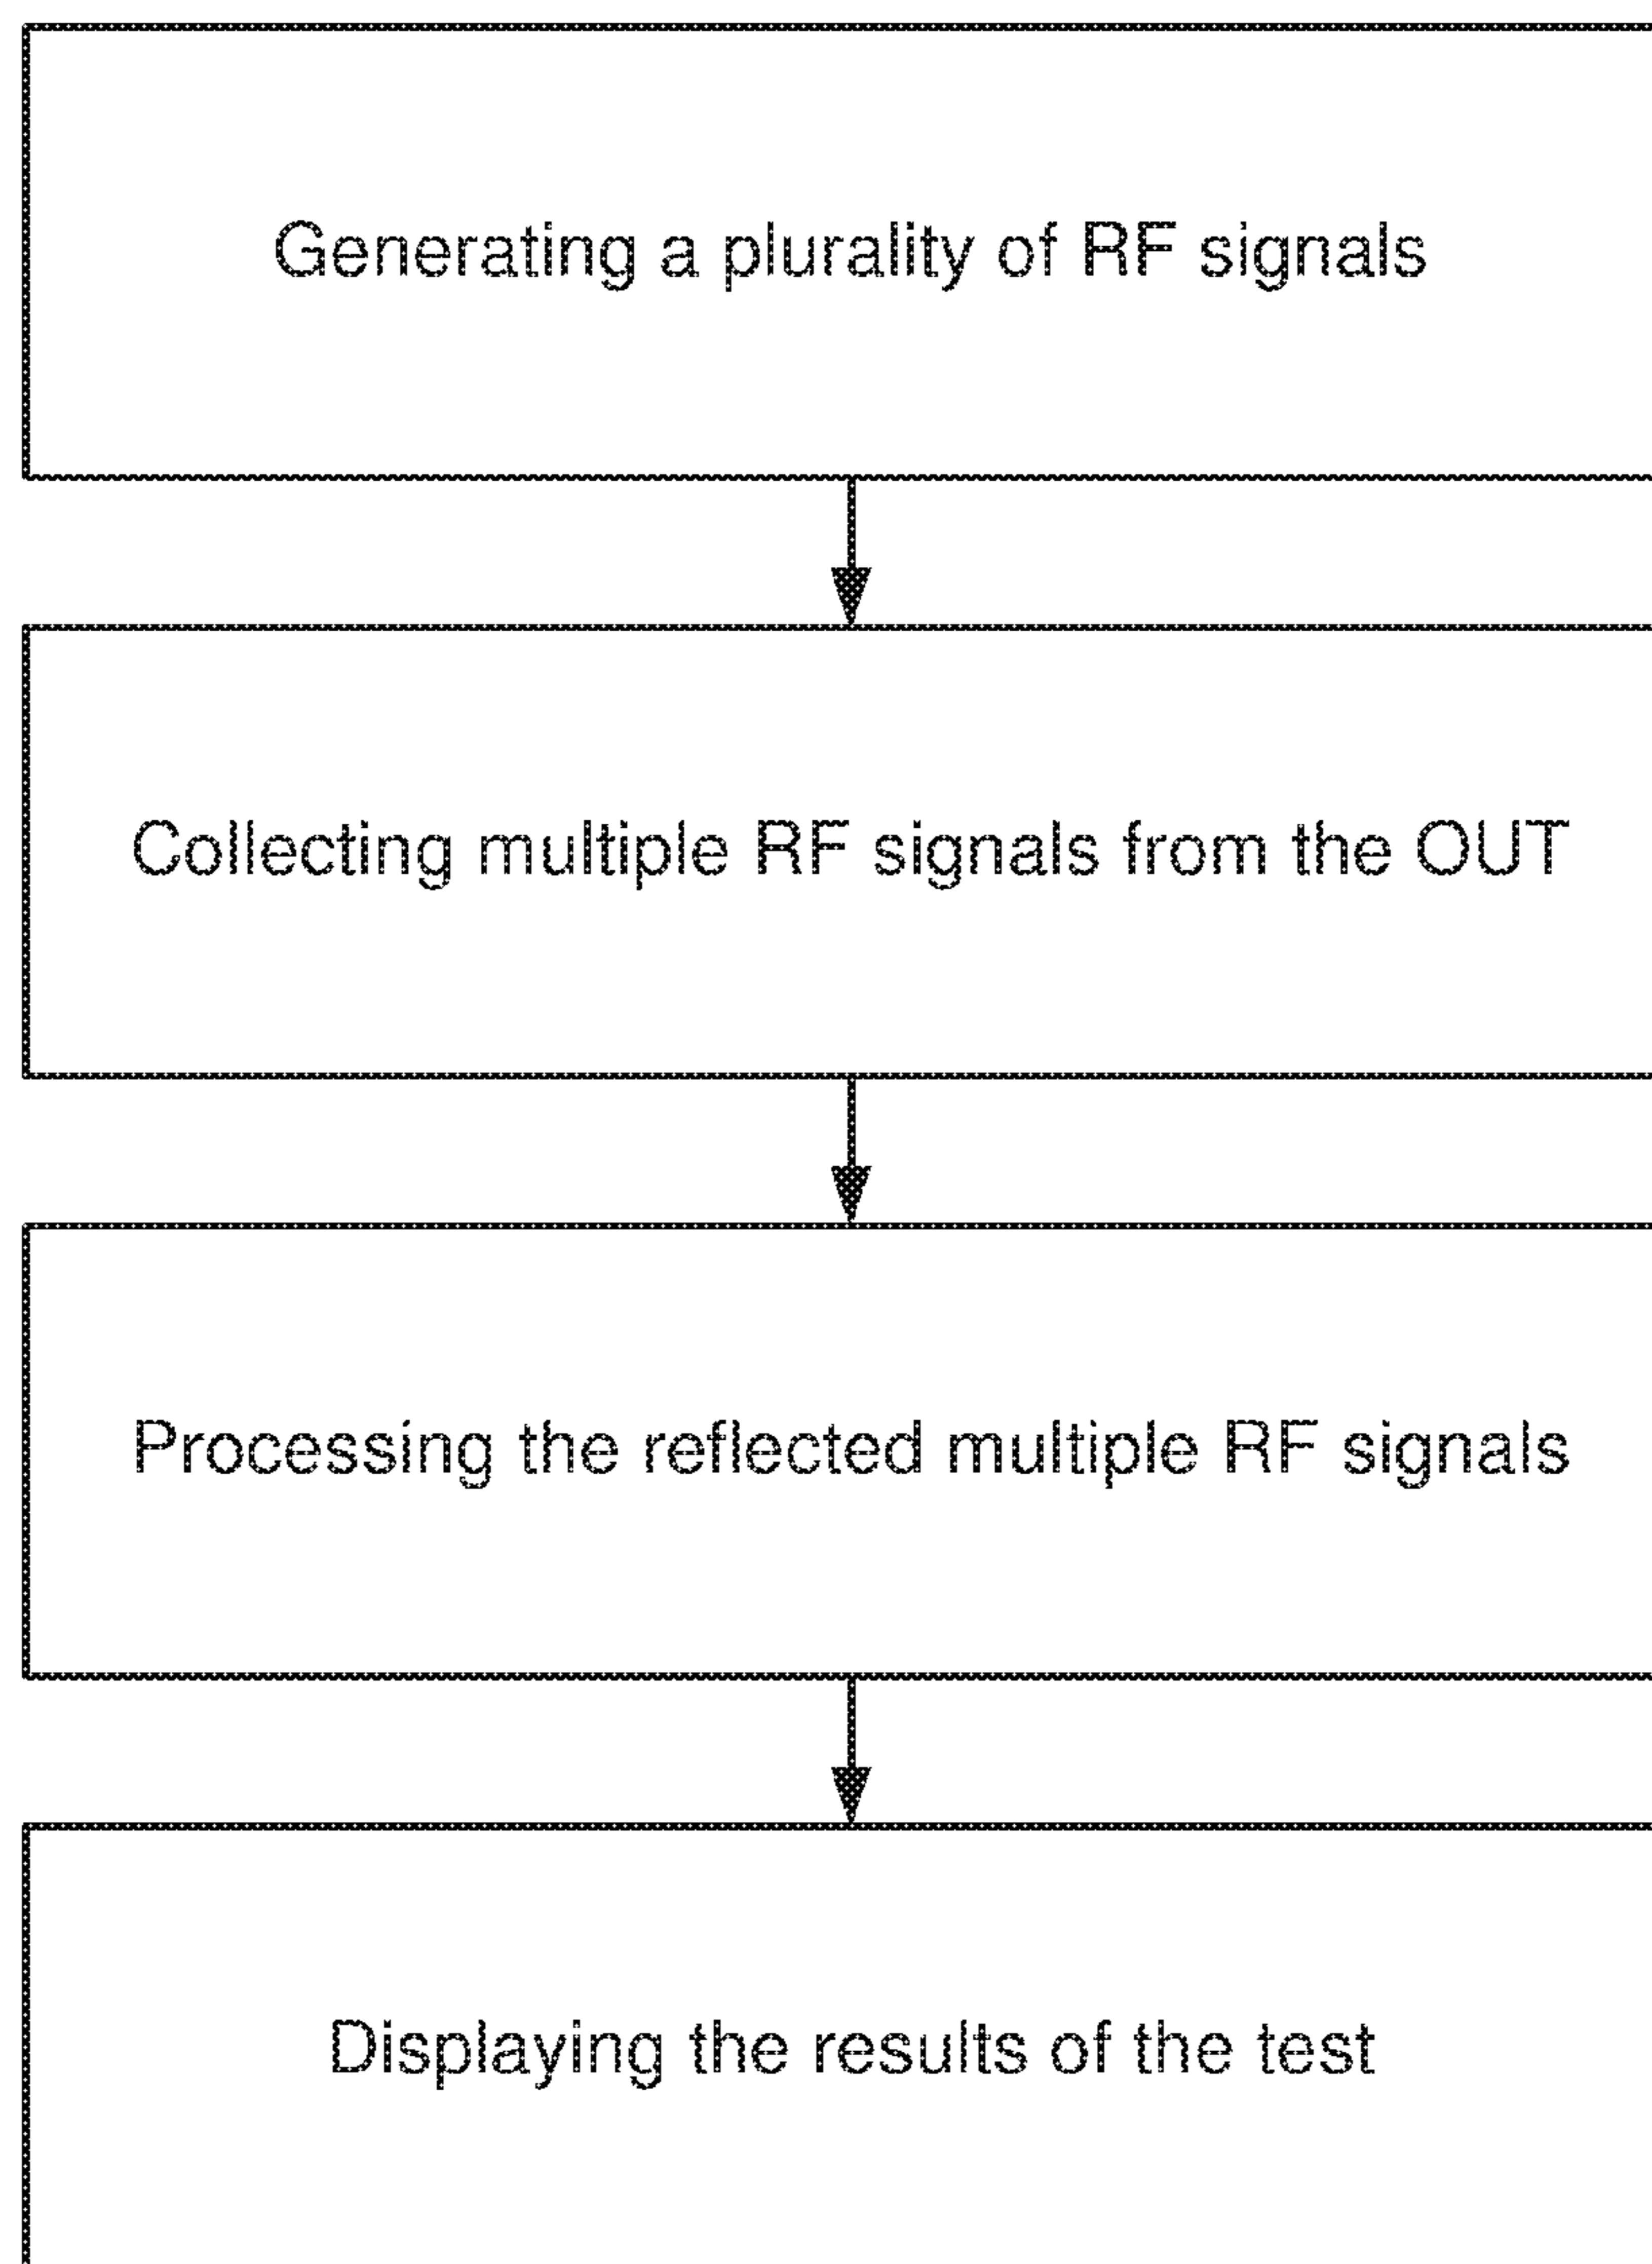 Generating a plurality of RF signals
Collecting multiple RF signals from the OUT
Processing the reflected multiple RF signals
Displaying the results of the test